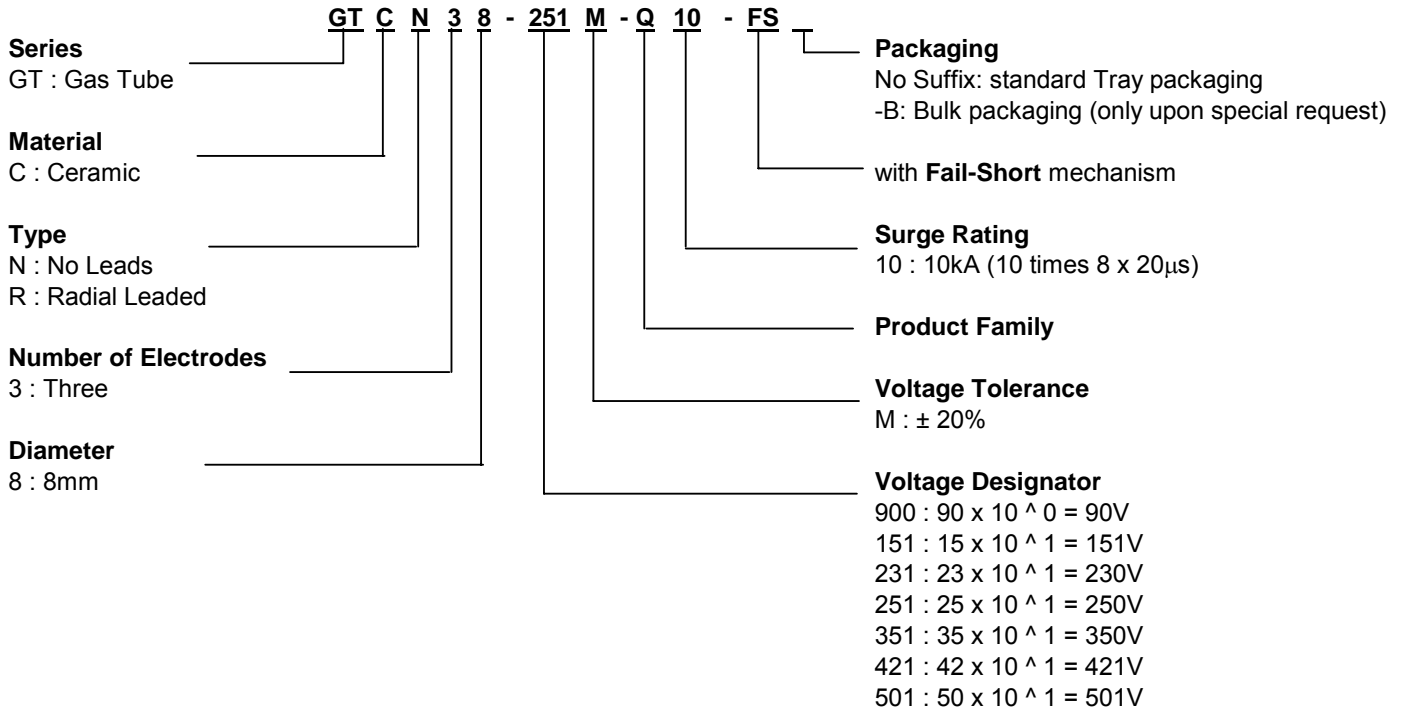 GT C N 3 8 - 251 M - Q 10 - FS
Series
GT : Gas Tube
Material
C : Ceramic
Type
N : No Leads
R : Radial Leaded
Number of Electrodes
3 : Three
Diameter
8 : 8mm
Packaging
No Suffix: standard Tray packaging
-B: Bulk packaging (only upon special request)
with Fail-Short mechanism
Surge Rating
10 : 10kA (10 times 8 x 20μs)
Product Family
Voltage Tolerance
M : ± 20%
Voltage Designator
900 : 90 x 10 ^ 0 = 90V
151 : 15 x 10 ^ 1 = 151V
231 : 23 x 10 ^ 1 = 230V
251 : 25 x 10 ^ 1 = 250V
351 : 35 x 10 ^ 1 = 350V
421 : 42 x 10 ^ 1 = 421V
501 : 50 x 10 ^ 1 = 501V